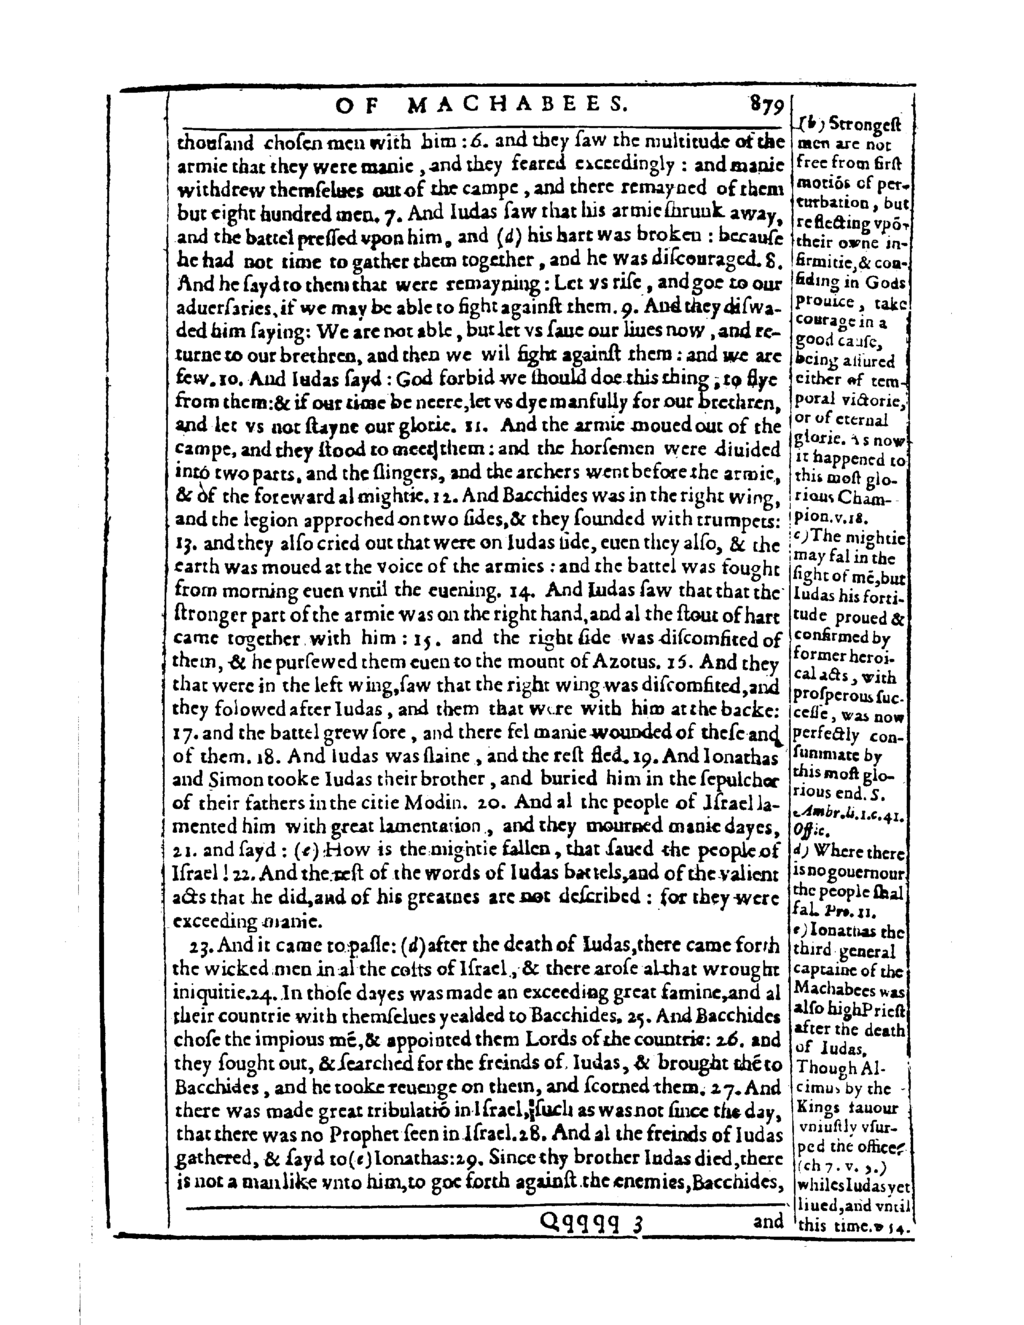 OF MACHABEES. 879
thouſand choſen men with him : 6. and they ſaw the multitude of the
armie that they were manie , and they feared exceedingly : and manie
withdrew themſelues out of the campe , and there remayned of them
but eight hundred men. 7. And Iudas ſaw that his armie ſhrunk away,
and the battel preſſed vpon him , and (d) his hart was broken : becauſe
he had not time to gather them together , and he was diſcouraged. 8.
And he ſayd to them that were remayning : Let vs riſe , and goe to our
aduerſaries, if we may be able to fight againſt them. 9. And they diſwa-
ded him ſaying: We are not able , but let vs ſaue our liues now , and re-
turne to our brethren, and then we wil fight againſt them : and we are
few. 10. And Iudas ſayd : God forbid we ſhould doe this thing , to flye
from them:& if our time be neere,let vs dye manfully for our brethren,
and let vs not ſtayne our glorie. 11. And the armie moued out of the
campe, and they ſtood to meet them : and the horſemen were diuided
into two parts, and the ſlingers, and the archers went before the armie,
& of the foreward al mightie. 12. And Bacchides was in the right wing,
and the legion approched on two ſides,& they ſounded with trumpets:
13. and they alſo cried out that were on Iudas ſide, euen they alſo, & the
earth was moued at the voice of the armies : and the battel was fought
from morning euen vntil the euening. 14. And Iudas ſaw that that the
ſtronger part of the armie was on the right hand,and al the ſtout of hart
came together with him : 15. and the right ſide was diſcomfited of
them, & he purſewed them euen to the mount of Azotus. 16. And they
that were in the left wing,ſaw that the right wing was diſcomfited,and
they folowed after Iudas , and them that were with him at the backe:
17. and the battel grew ſore , and there fel manie wounded of theſe and
of them. 18. And Iudas was ſlaine , and the reſt fled. 19. And Ionathas
and Simon tooke Iudas their brother , and buried him in the ſepulcher
of their fathers in the citie Modin. 20. And al the people of Iſrael la-
mented him with great lamentation , and they mourned manie dayes,
21. and ſayd : (c) How is the mightie fallen , that ſaued the people of
Iſrael ! 22. And the reſt of the words of Iudas battels,and of the valient
acts that he did,and of his greatnes are not deſcribed : for they were
exceeding manie.
23. And it came to paſſe: (d) after the death of Iudas,there came forth
the wicked men in al the coſts of Iſrael , & there aroſe al that wrought
iniquitie.24. In thoſe dayes was made an exceeding great famine,and al
their countrie with themſelues yealded to Bacchides. 25. And Bacchides
choſe the impious mē,& appointed them Lords of the countrie: 26. and
they ſought out, & ſearched for the freinds of Iudas, & brought thē to
Bacchides , and he tooke reuenge on them, and ſcorned them. 27. And
there was made great tribulatiō in Iſrael, ſuch as was not ſince the day,
that there was no Prophet ſeen in Iſrael.28. And al the freinds of Iudas
gathered, & ſayd to (e) Ionathas:29. Since thy brother Iudas died,there
is not a man like vnto him,to goe forth againſt the enemies,Bacchides,
Qqqqq 3 and
(b) Strongeſt
men are not
free from firſt
motiōs of per-
turbation , but
reflecting vpō
their owne in-
firmitie,& con-
fiding in Gods
prouice , take
courage in a
good cauſe,
being aſſured
either of tem-
poral victorie,
or of eternal
glorie. As now
it happened to
this moſt glo-
rious Cham-
pion.v.18.
c) The mightie
may fal in the
ſight of mē,but
Iudas his forti-
tude proued &
confirmed by
former heroi-
cal acts , with
proſperous ſuc-
ceſſe , was now
perfectly con-
ſummate by
this moſt glo-
rious end. S.
Ambr.li.1.c.41.
Offic.
d) Where there
is no gouernour
the people ſhal
fal. Pro. 11.
e) Ionathas the
third general
captaine of the
Machabees was
alſo high Prieſt
after the death
of Iudas,
Though Al-
cimus by the
Kings fauour
vniuſtly vſur-
ped the office
(ch 7. v. 5.)
whiles Iudas yet
liued,and vntil
this time.v 54.